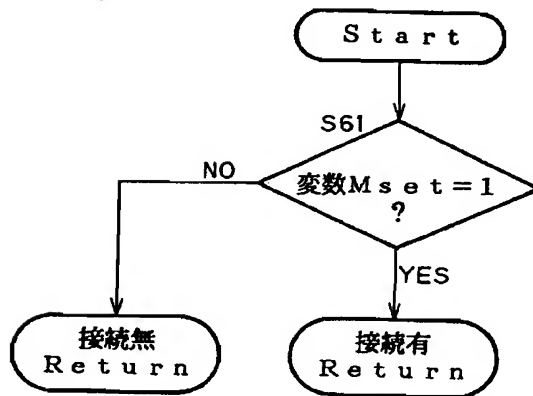 Start
S61
NO
変数Mset=1
?
YES
接続無
Return
接続有
Return